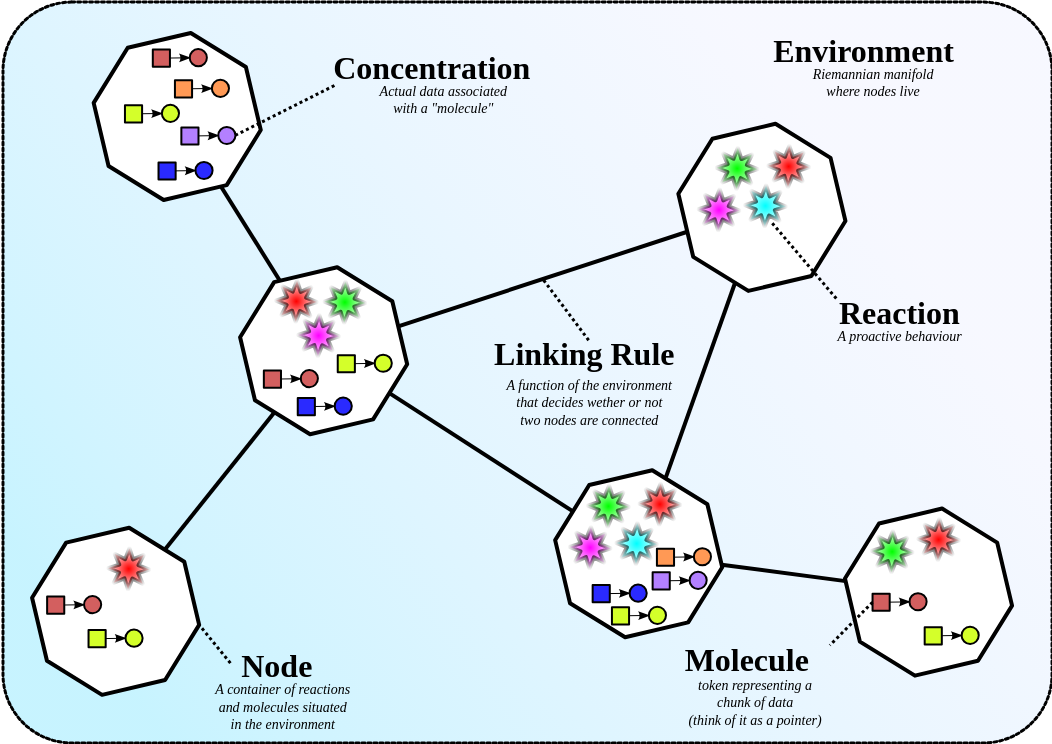 Concentration
Actual data associated
with a "molecule"
Environment
Riemannian manifold
where nodes live
Reaction
A proactive behaviour
Linking Rule
A function of the environment
that decides wether or not
two nodes are connected
Node
A container of reactions
and molecules situated
in the environment
Molecule
token representing a
chunk of data
(think of it as a pointer)